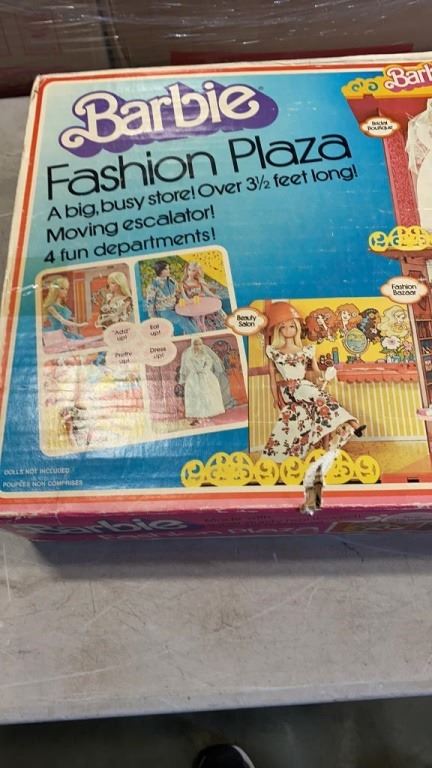 Barbie
Fashion Plaza
A big, busy store! Over 3½ feet long!
Moving escalator!
4 fun departments!
"Add"
up!
Eat
up!
Pretty
up!
Dress
up!
Beauty
Salon
Bridal
Boutique
Fashion
Bazaar
DOLLS NOT INCLUDED
POUPÉES NON COMPRISES
Barbie